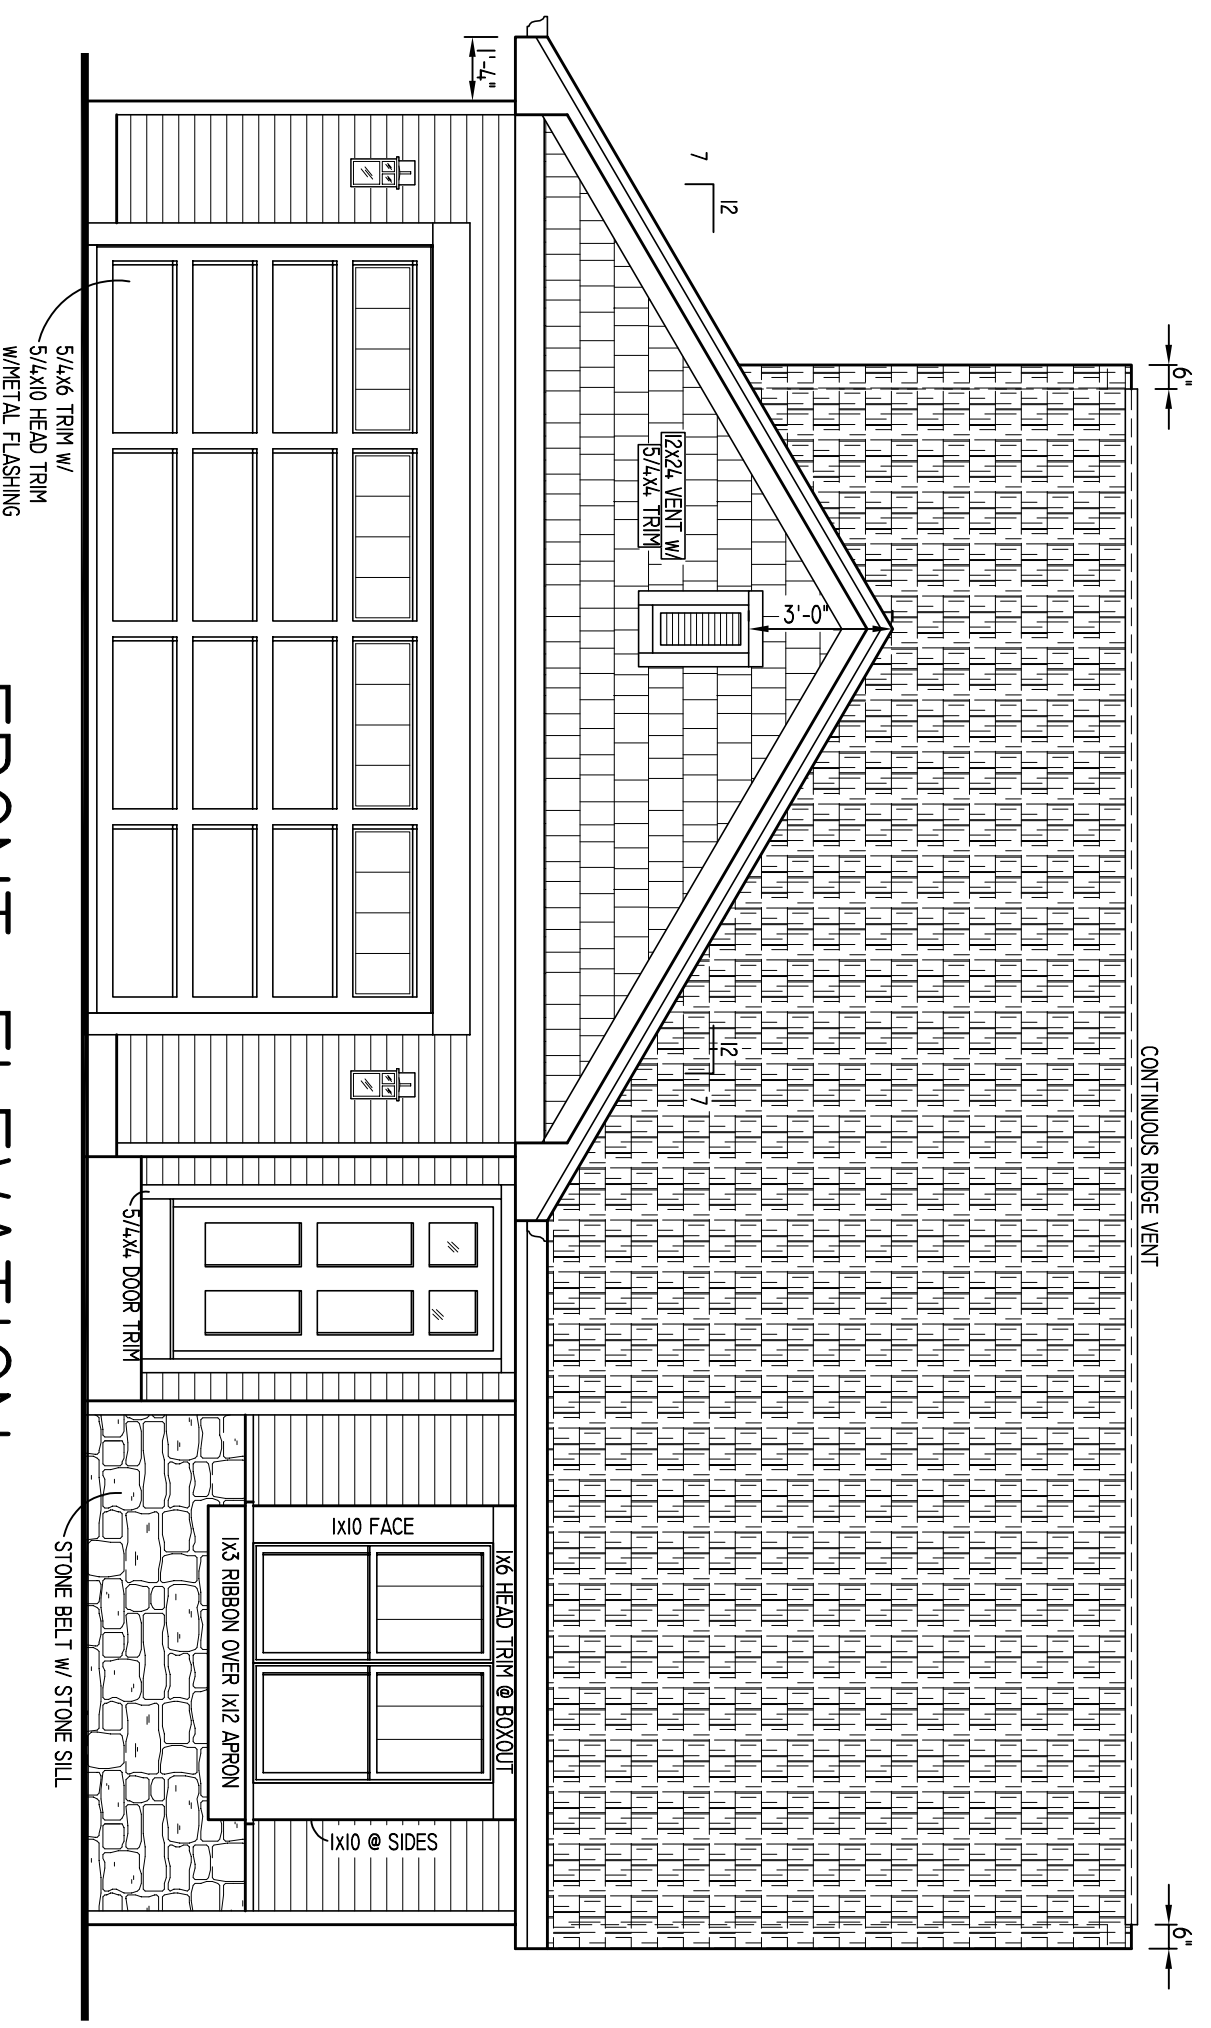 CONTINUOUS RIDGE VENT
6"
6"
12
7
12
7
3'-0"
12x24 VENT W/
5/4x4 TRIM
1'-4"
1x6 HEAD TRIM @ BOXOUT
1x10 FACE
1x10 @ SIDES
1x3 RIBBON OVER 1x12 APRON
5/4x4 DOOR TRIM
STONE BELT W/ STONE SILL
5/4x6 TRIM W/
5/4x10 HEAD TRIM
W/METAL FLASHING
FRONT ELEVATION